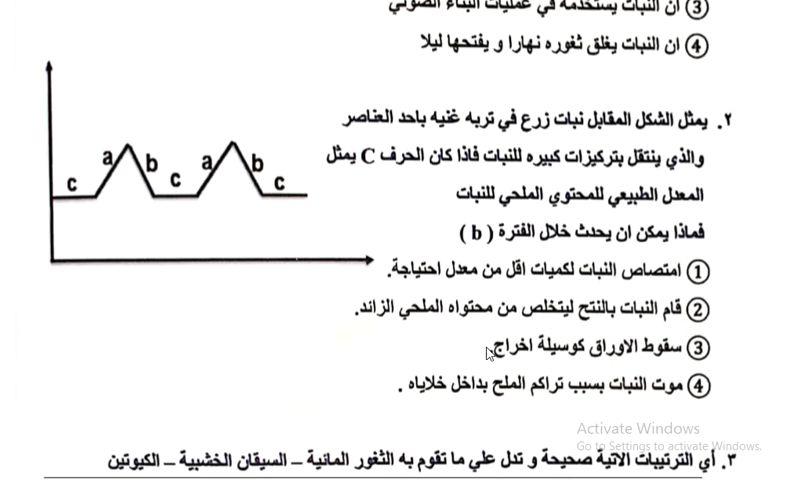 ③ ان النبات يستخدمه في عمليات البناء الضوئي
④ ان النبات يغلق ثغوره نهارا و يفتحها ليلا
٢. يمثل الشكل المقابل نبات زرع في تربه غنيه باحد العناصر
والذي ينتقل بتركيزات كبيره للنبات فاذا كان الحرف C يمثل
المعدل الطبيعي للمحتوي الملحي للنبات
فماذا يمكن ان يحدث خلال الفترة ( b )
① امتصاص النبات لكميات اقل من معدل احتياجة.
② قام النبات بالنتح ليتخلص من محتواه الملحي الزائد.
③ سقوط الاوراق كوسيلة اخراج
④ موت النبات بسبب تراكم الملح بداخل خلاياه .
c a b c a b c
Activate Windows
Go to Settings to activate Windows.
٣. أي الترتيبات الاتية صحيحة و تدل علي ما تقوم به الثغور المائية – السيقان الخشبية – الكيوتين